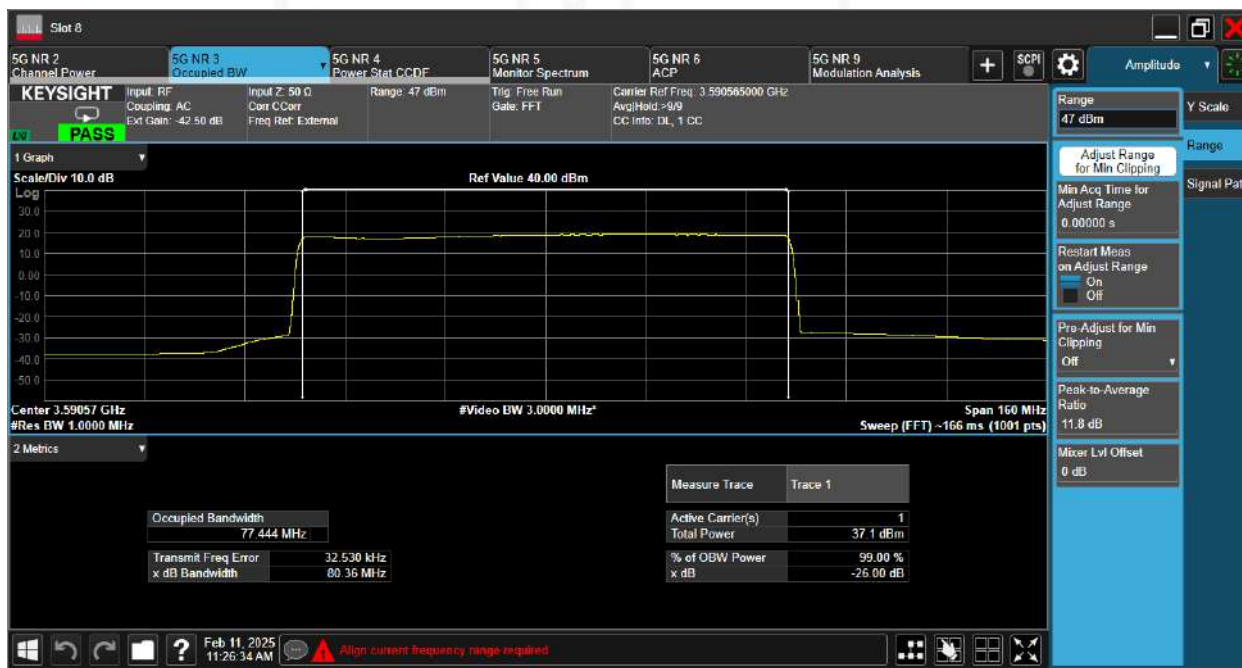 Slot 8
5G NR 2
Channel Power
5G NR 3
Occupied BW
5G NR 4
Power Stat CCDF
5G NR 5
Monitor Spectrum
5G NR 6
ACP
5G NR 9
Modulation Analysis
SCPI
Amplitude
KEYSIGHT
Input: RF
Coupling: AC
Ext Gain: -42.50 dB
Input Z: 50 Ω
Corr CCorr
Freq Ref: External
Range: 47 dBm
Trig: Free Run
Gate: FFT
Carrier Ref Freq: 3.590565000 GHz
Avg|Hold:>9/9
CC Info: DL, 1 CC
LXI
PASS
1 Graph
Scale/Div 10.0 dB
Ref Value 40.00 dBm
Log
30.0
20.0
10.0
0.00
-10.0
-20.0
-30.0
-40.0
-50.0
Center 3.59057 GHz
#Video BW 3.0000 MHz*
Span 160 MHz
#Res BW 1.0000 MHz
Sweep (FFT) ~166 ms (1001 pts)
2 Metrics
Measure Trace
Trace 1
Occupied Bandwidth
77.444 MHz
Active Carrier(s)
1
Total Power
37.1 dBm
Transmit Freq Error
32.530 kHz
% of OBW Power
99.00 %
x dB Bandwidth
80.36 MHz
x dB
-26.00 dB
Range
47 dBm
Adjust Range
for Min Clipping
Min Acq Time for
Adjust Range
0.00000 s
Restart Meas
on Adjust Range
On
Off
Pre-Adjust for Min
Clipping
Off
Peak-to-Average
Ratio
11.8 dB
Mixer Lvl Offset
0 dB
Y Scale
Range
Signal Pat
?
Feb 11, 2025
11:26:34 AM
Align current frequency range required